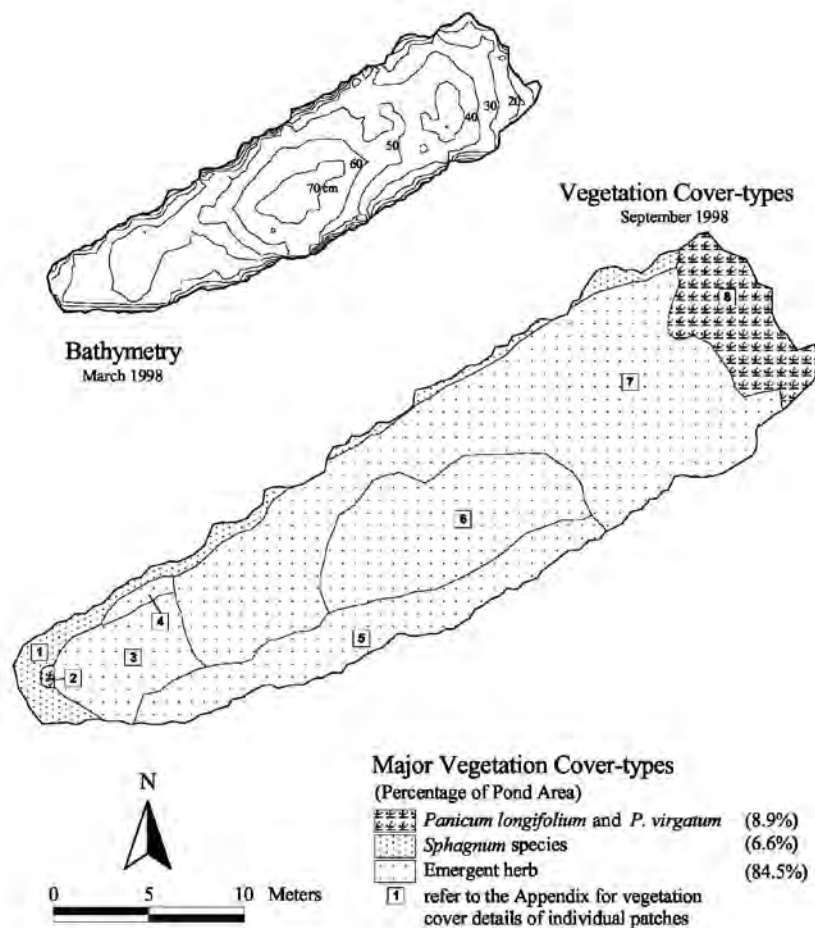 20
30
40
50
60
70 cm
Bathymetry
March 1998
Vegetation Cover-types
September 1998
8
7
6
5
4
3
1
2
Major Vegetation Cover-types
(Percentage of Pond Area)
Panicum longifolium and P. virgatum (8.9%)
Sphagnum species (6.6%)
Emergent herb (84.5%)
1 refer to the Appendix for vegetation
cover details of individual patches
N
0 5 10 Meters